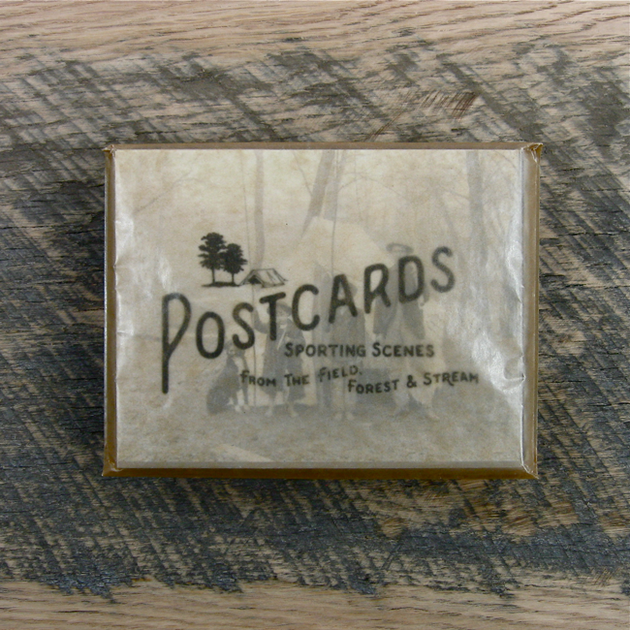 POSTCARDS
SPORTING SCENES
FROM THE FIELD,
FOREST & STREAM